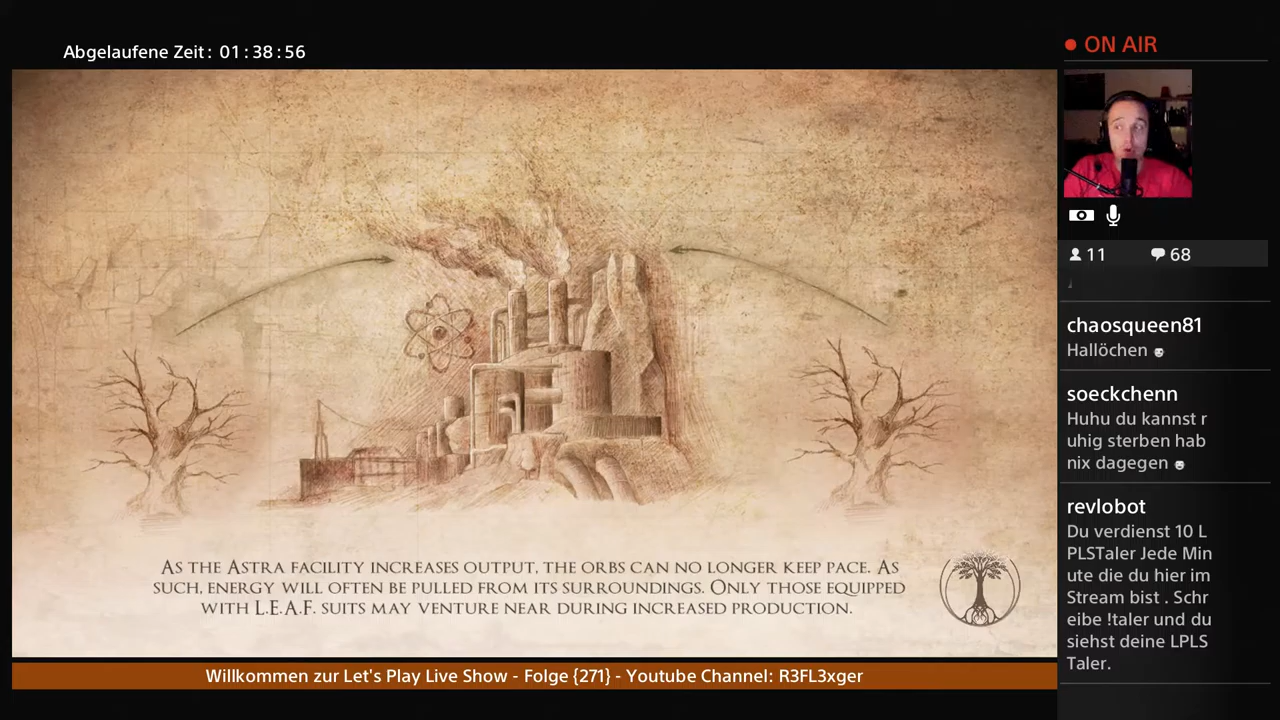 Abgelaufene Zeit: 01:38:56
ON AIR
11 68
chaosqueen81
Hallöchen
soeckchenn
Huhu du kannst r
uhig sterben hab
nix dagegen
revlobot
Du verdienst 10 L
PLSTaler Jede Min
ute die du hier im
Stream bist . Schr
eibe !taler und du
siehst deine LPLS
Taler.
As the Astra facility increases output, the orbs can no longer keep pace. As
such, energy will often be pulled from its surroundings. Only those equipped
with L.E.A.F. suits may venture near during increased production.
Willkommen zur Let's Play Live Show - Folge {271} - Youtube Channel: R3FL3xger